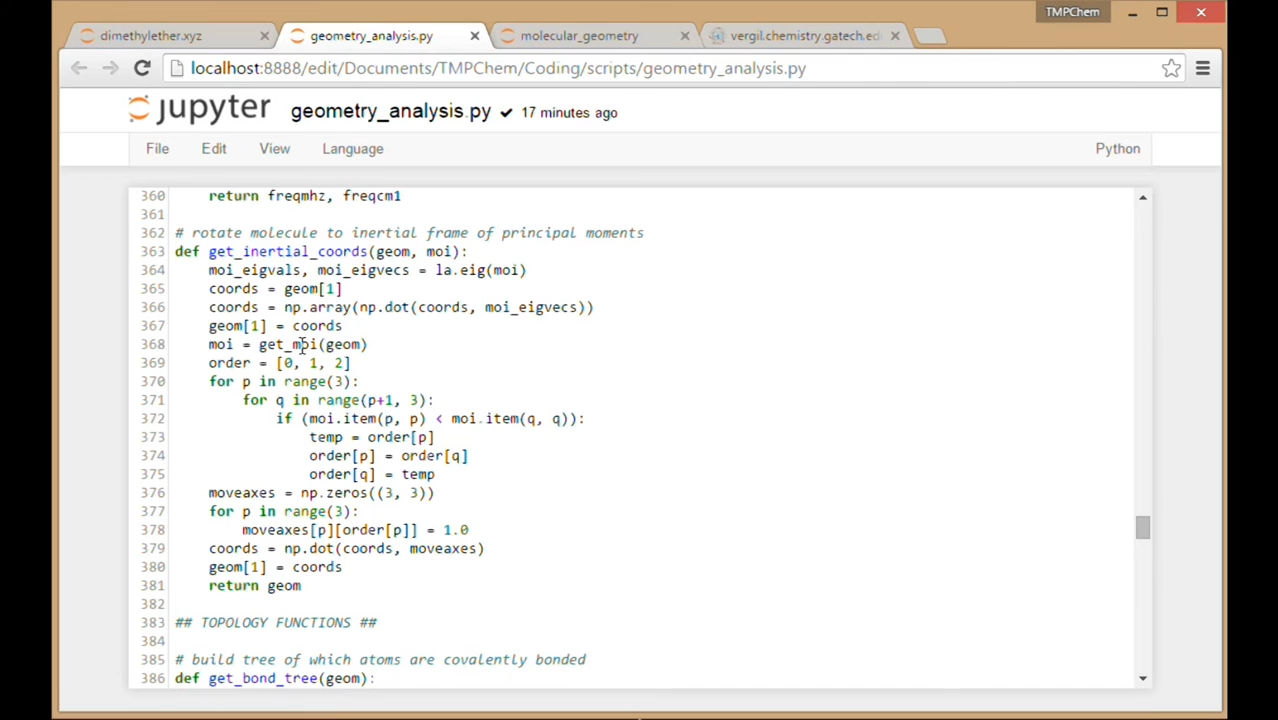 TMPChem
dimethylether.xyz
geometry_analysis.py
molecular_geometry
vergil.chemistry.gatech.ed
localhost:8888/edit/Documents/TMPChem/Coding/scripts/geometry_analysis.py
jupyter geometry_analysis.py ✔ 17 minutes ago
File Edit View Language Python
360     return freqmhz, freqcm1
361
362 # rotate molecule to inertial frame of principal moments
363 def get_inertial_coords(geom, moi):
364     moi_eigvals, moi_eigvecs = la.eig(moi)
365     coords = geom[1]
366     coords = np.array(np.dot(coords, moi_eigvecs))
367     geom[1] = coords
368     moi = get_moi(geom)
369     order = [0, 1, 2]
370     for p in range(3):
371         for q in range(p+1, 3):
372             if (moi.item(p, p) < moi.item(q, q)):
373                 temp = order[p]
374                 order[p] = order[q]
375                 order[q] = temp
376     moveaxes = np.zeros((3, 3))
377     for p in range(3):
378         moveaxes[p][order[p]] = 1.0
379     coords = np.dot(coords, moveaxes)
380     geom[1] = coords
381     return geom
382
383 ## TOPOLOGY FUNCTIONS ##
384
385 # build tree of which atoms are covalently bonded
386 def get_bond_tree(geom):